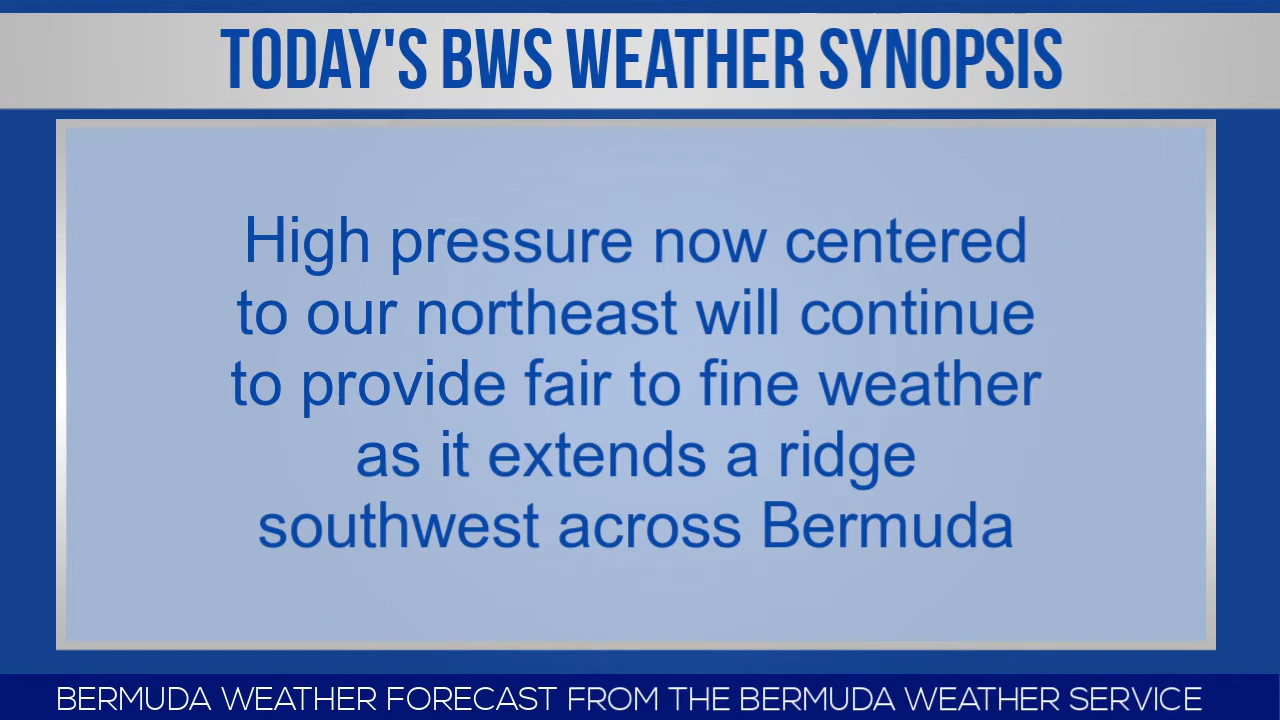 TODAY'S BWS WEATHER SYNOPSIS
High pressure now centered
to our northeast will continue
to provide fair to fine weather
as it extends a ridge
southwest across Bermuda
BERMUDA WEATHER FORECAST FROM THE BERMUDA WEATHER SERVICE